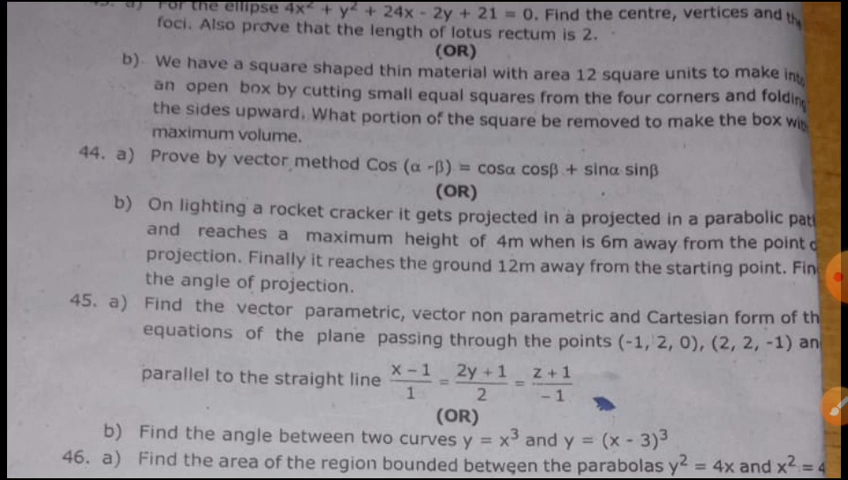 For the ellipse 4x² + y² + 24x - 2y + 21 = 0. Find the centre, vertices and
foci. Also prove that the length of lotus rectum is 2.
(OR)
b) We have a square shaped thin material with area 12 square units to make
an open box by cutting small equal squares from the four corners and
the sides upward. What portion of the square be removed to make the box
maximum volume.
44. a) Prove by vector method Cos (α -β) = cosα cosβ + sinα sinβ
(OR)
b) On lighting a rocket cracker it gets projected in a projected in a parabolic
and reaches a maximum height of 4m when is 6m away from the point
projection. Finally it reaches the ground 12m away from the starting point.
the angle of projection.
45. a) Find the vector parametric, vector non parametric and Cartesian form of
equations of the plane passing through the points (-1, 2, 0), (2, 2, -1)
parallel to the straight line x - 1 / 1 = 2y + 1 / 2 = z + 1 / - 1
(OR)
b) Find the angle between two curves y = x³ and y = (x - 3)³
46. a) Find the area of the region bounded between the parabolas y² = 4x and x² = 4